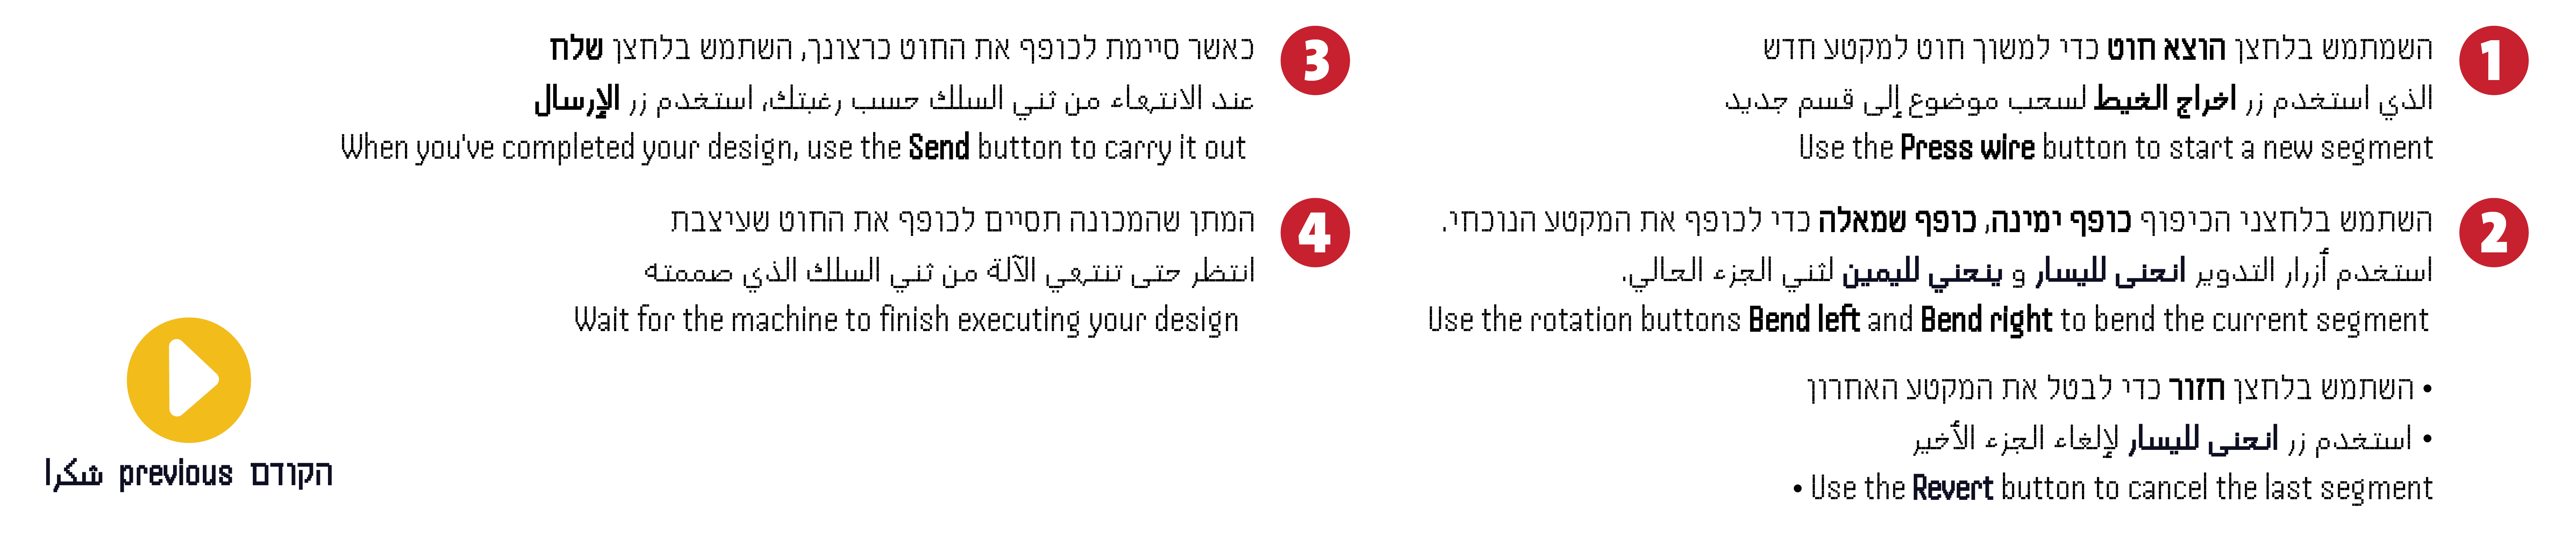 1
השמתמש בלחצן הוצא חוט כדי למשוך חוט למקטע חדש
الذي استخدم زر اخراج الخيط لسحب موضوع إلى قسم جديد
Use the Press wire button to start a new segment
2
השתמש בלחצני הכיפוף כופף ימינה, כופף שמאלה כדי לכופף את המקטע הנוכחי.
استخدم أزرار التدوير انحنى لليسار و ينحني لليمين لثني الجزء الحالي.
Use the rotation buttons Bend left and Bend right to bend the current segment
• השתמש בלחצן חזור כדי לבטל את המקטע האחרון
• استخدم زر انحنى لليسار لإلغاء الجزء الأخير
• Use the Revert button to cancel the last segment
3
כאשר סיימת לכופף את החוט כרצונך, השתמש בלחצן שלח
عند الانتهاء من ثني السلك حسب رغبتك، استخدم زر الإرسال
When you've completed your design, use the Send button to carry it out
4
המתן שהמכונה תסיים לכופף את החוט שעיצבת
انتظر حتى تنتهي الآلة من ثني السلك الذي صممته
Wait for the machine to finish executing your design
הקודם previous شكرا